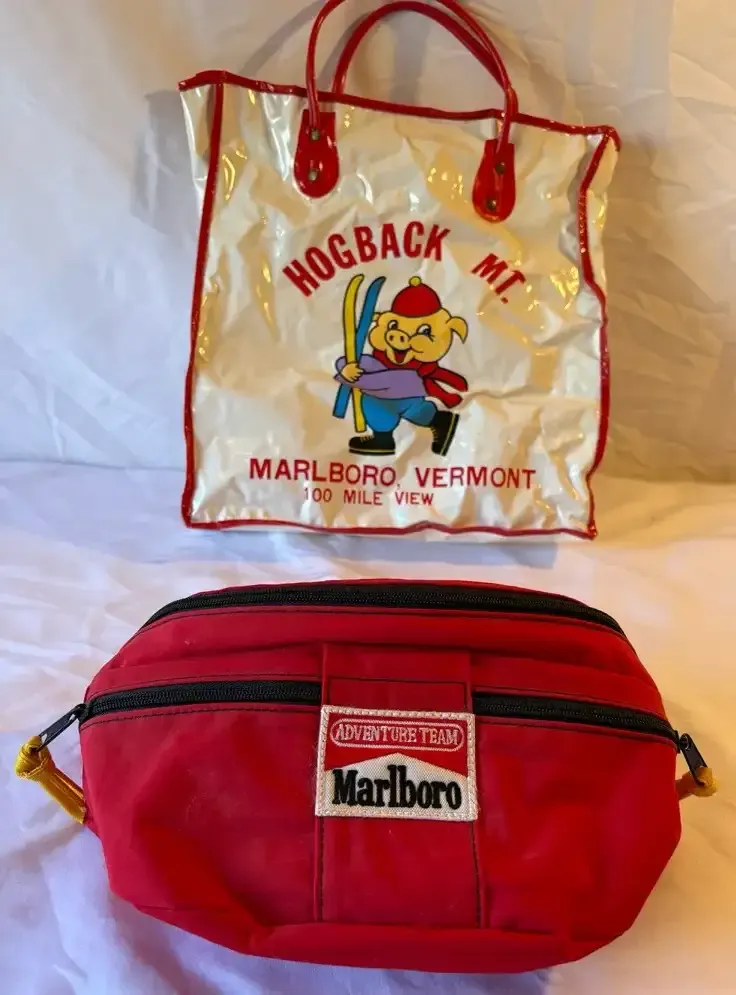 HOGBACK MT.
MARLBORO, VERMONT
100 MILE VIEW
ADVENTURE TEAM
Marlboro